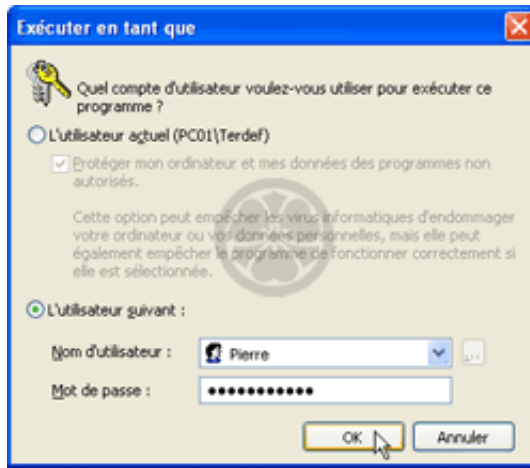 Exécuter en tant que
Quel compte d'utilisateur voulez-vous utiliser pour exécuter ce
programme ?
L'utilisateur actuel (PC01\Terdef)
Protéger mon ordinateur et mes données des programmes non
autorisés.
Cette option peut empêcher les virus informatiques d'endommager
votre ordinateur ou vos données personnelles, mais elle peut
également empêcher le programme de fonctionner correctement si
elle est sélectionnée.
L'utilisateur suivant :
Nom d'utilisateur : Pierre
...
Mot de passe : ●●●●●●●●●●●
OK Annuler